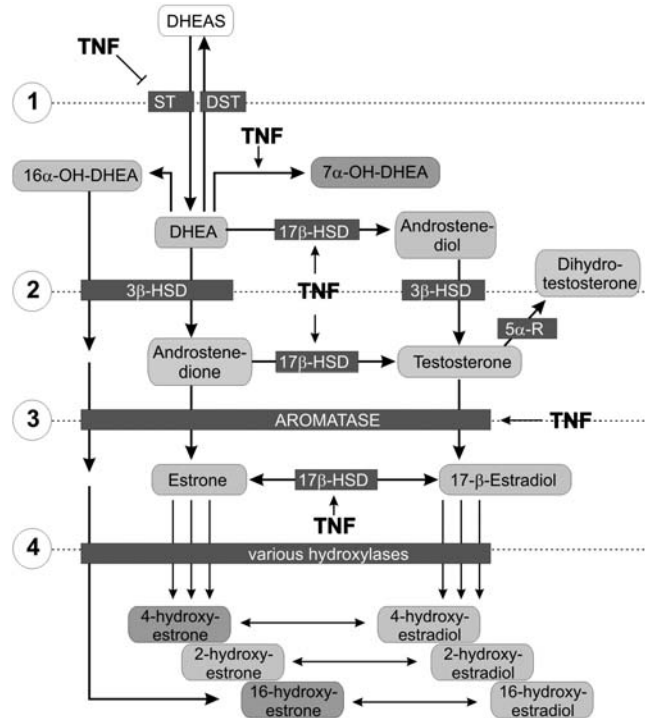 DHEAS
TNF
1
ST
DST
TNF
16α-OH-DHEA
7α-OH-DHEA
DHEA
17β-HSD
Androstene-
diol
Dihydro-
testosterone
2
3β-HSD
TNF
3β-HSD
5α-R
Androstene-
dione
17β-HSD
Testosterone
3
AROMATASE
TNF
Estrone
17β-HSD
17-β-Estradiol
TNF
4
various hydroxylases
4-hydroxy-
estrone
4-hydroxy-
estradiol
2-hydroxy-
estrone
2-hydroxy-
estradiol
16-hydroxy-
estrone
16-hydroxy-
estradiol